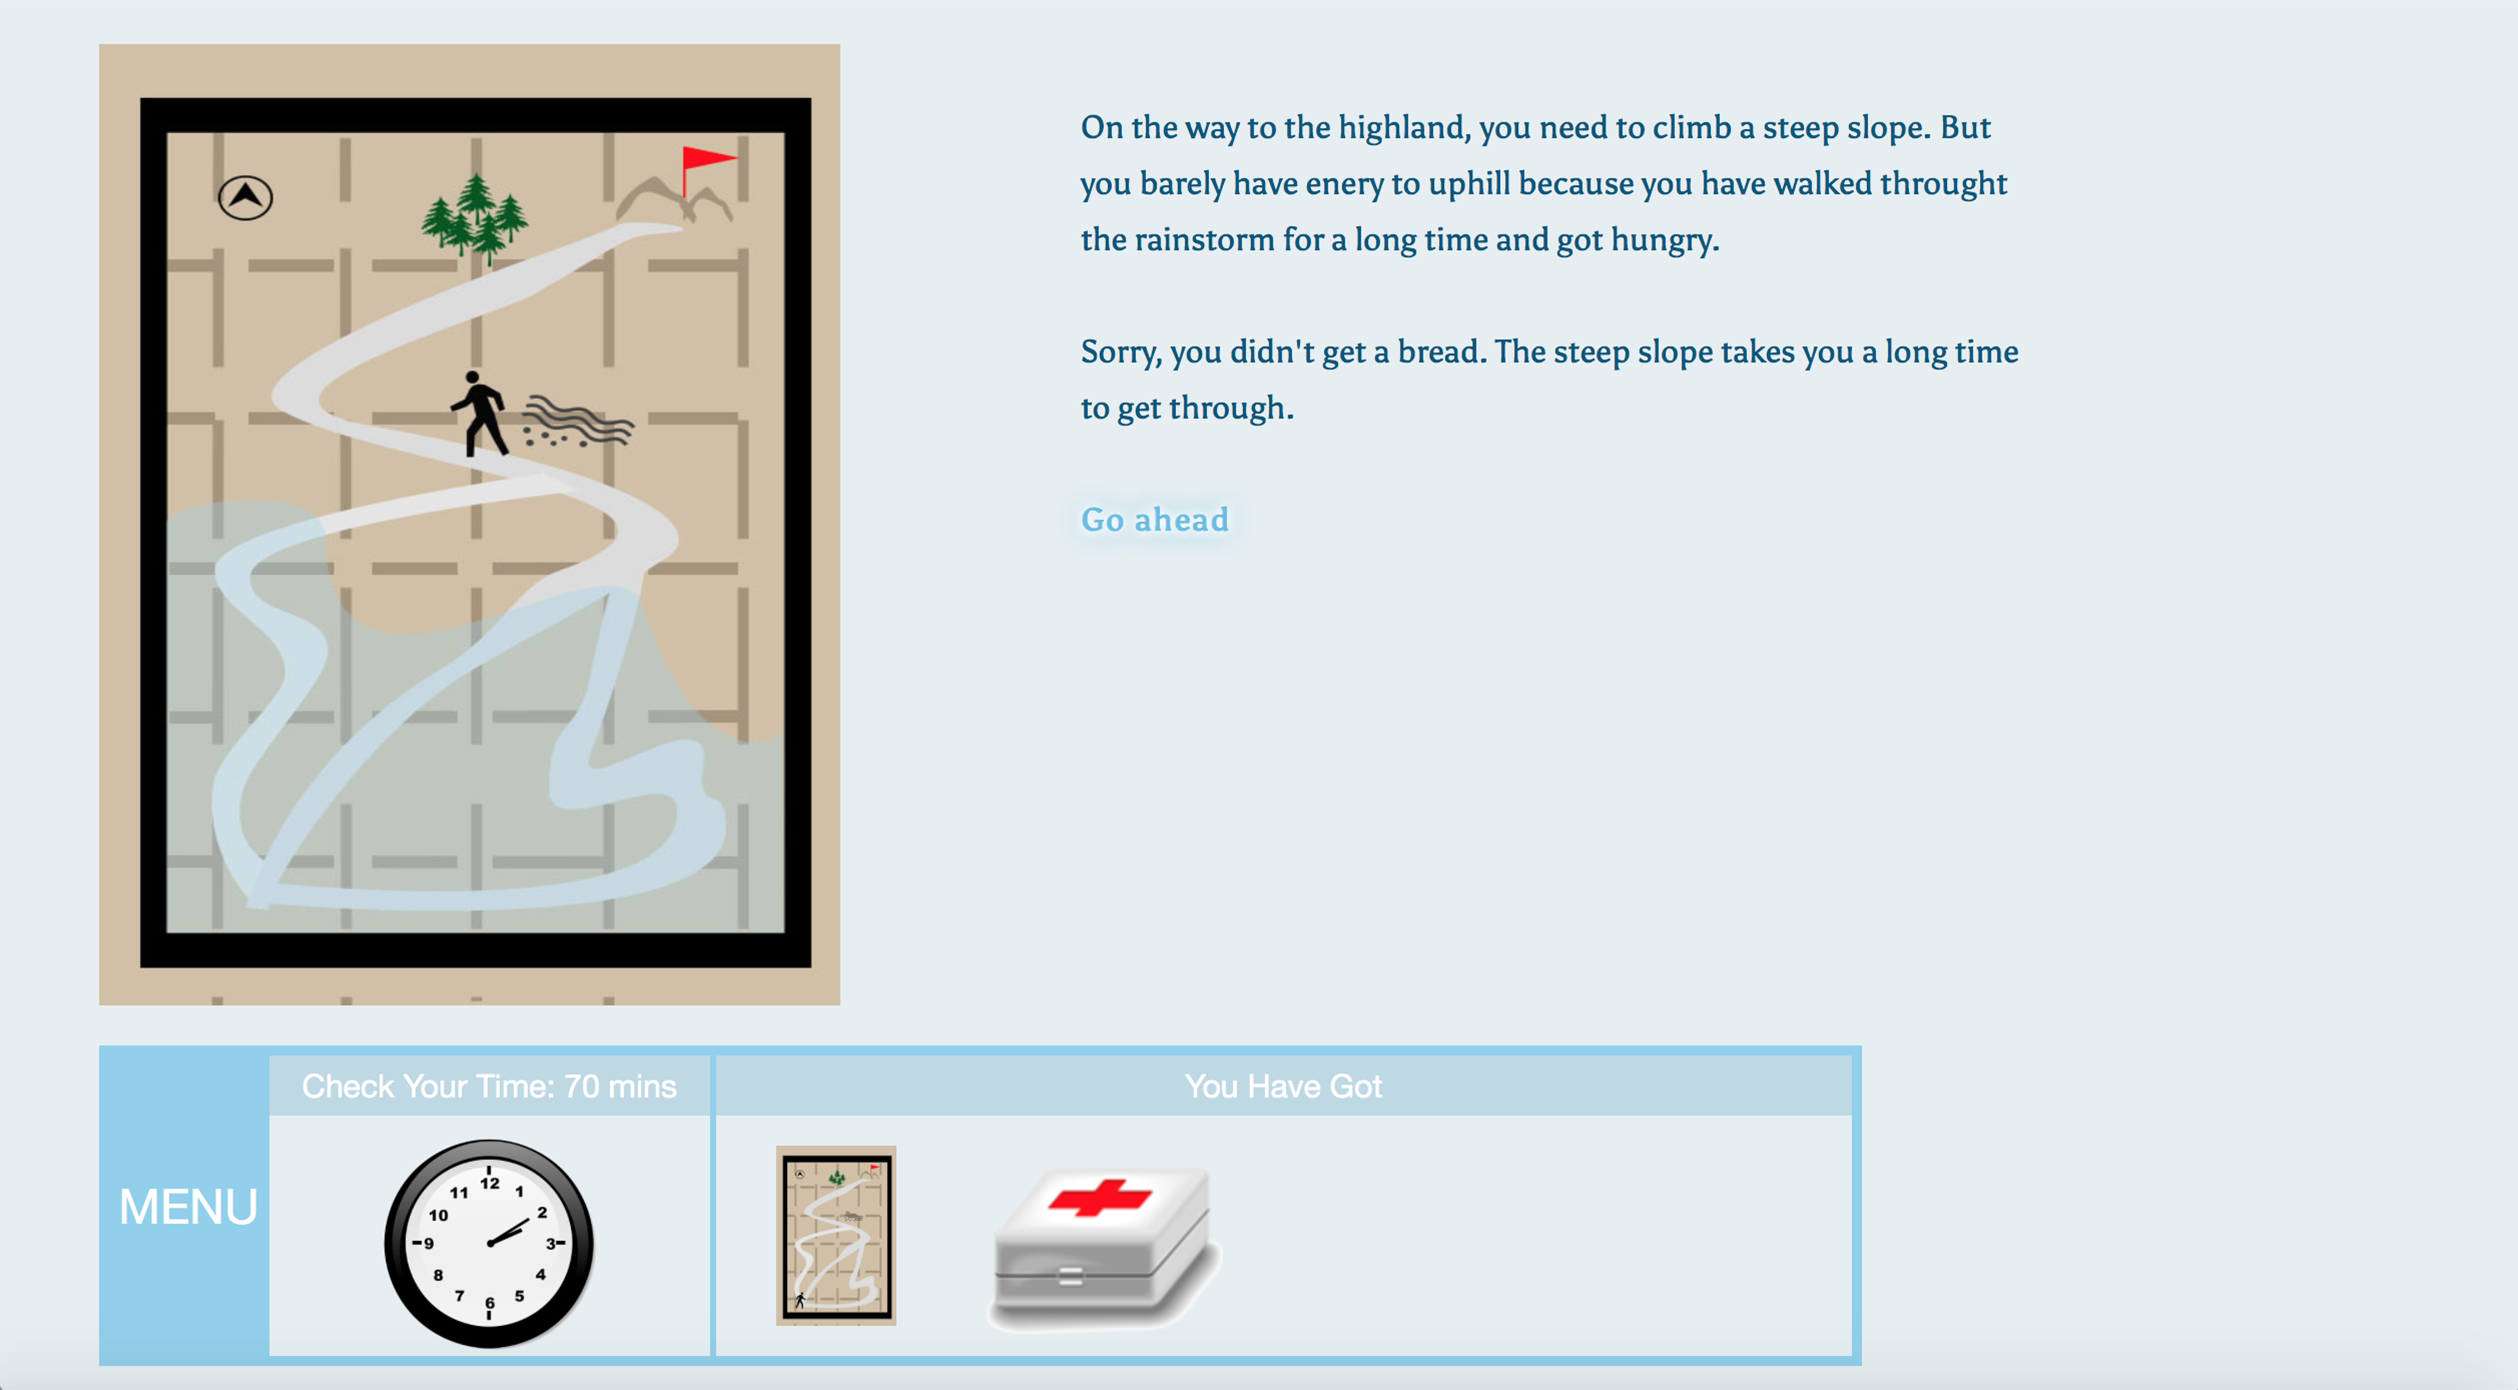 On the way to the highland, you need to climb a steep slope. But
you barely have enery to uphill because you have walked throught
the rainstorm for a long time and got hungry.
Sorry, you didn't get a bread. The steep slope takes you a long time
to get through.
Go ahead
MENU
Check Your Time: 70 mins
You Have Got
12
11 1
10 2
9 3
8 4
7 5
6